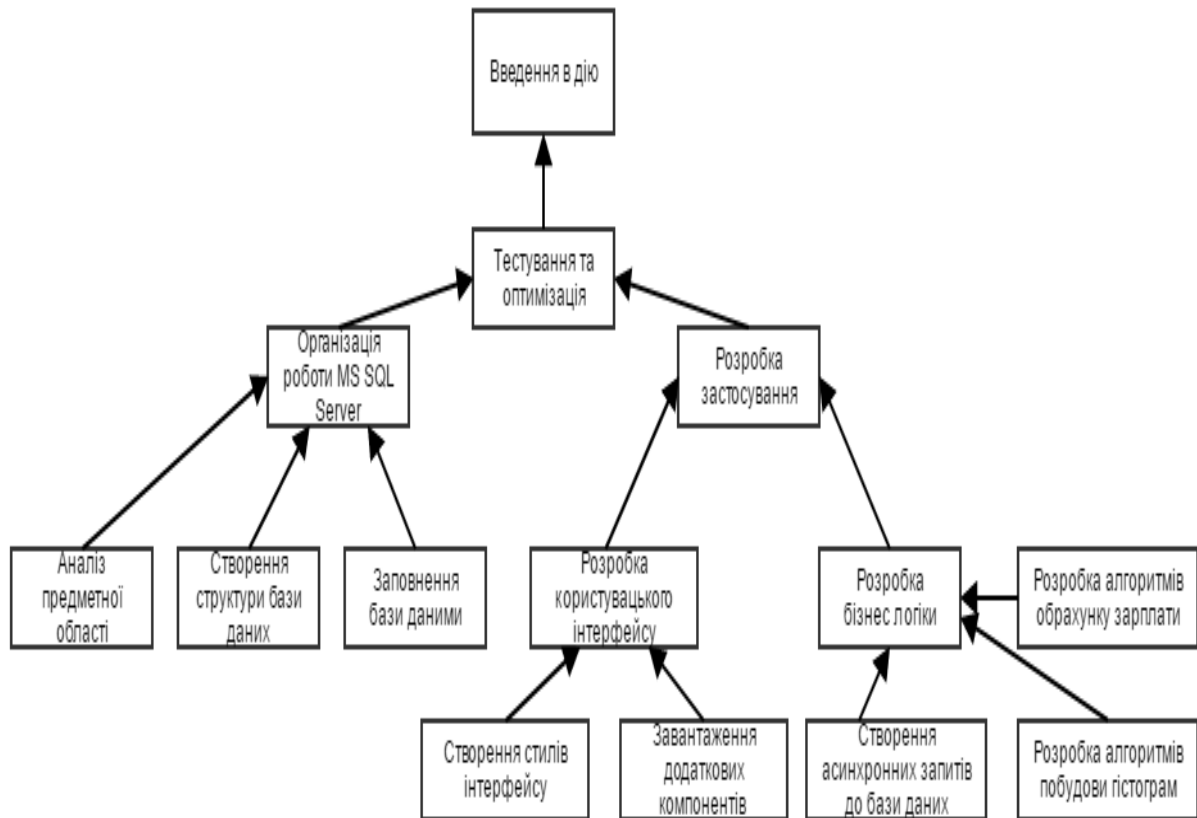 Введення в дію
Тестування та
оптимізація
Організація
роботи MS SQL
Server
Розробка
застосування
Аналіз
предметної
області
Створення
структури бази
даних
Заповнення
бази даними
Розробка
користувацького
інтерфейсу
Розробка
бізнес логіки
Розробка алгоритмів
обрахунку зарплати
Створення стилів
інтерфейсу
Завантаження
додаткових
компонентів
Створення
асинхронних запитів
до бази даних
Розробка алгоритмів
побудови гістограм